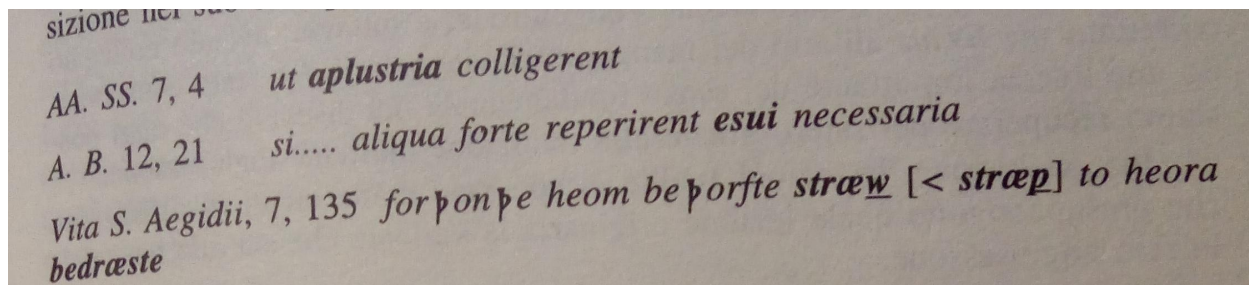 sizione nel
AA. SS. 7, 4 ut aplustria colligerent
A. B. 12, 21 si..... aliqua forte reperirent esui necessaria
Vita S. Aegidii, 7, 135 forþonþe heom beþorfte stræw [< stræp] to heora
bedræste